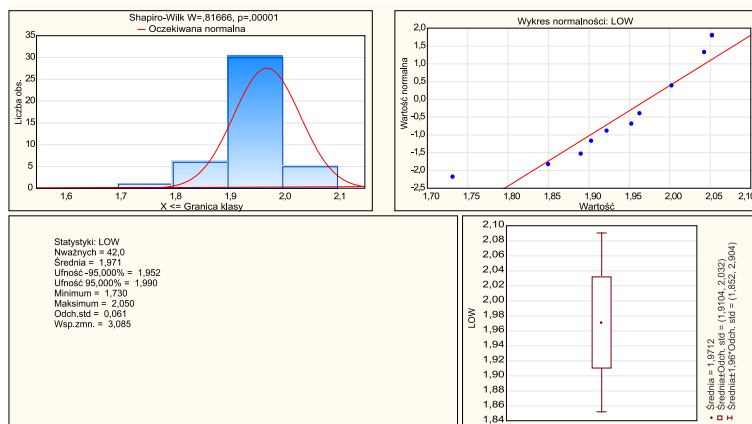 Shapiro-Wilk W=,81666, p=,00001
— Oczekiwana normalna
Liczba obs.
35
30
25
20
15
10
5
0
1,6 1,7 1,8 1,9 2,0 2,1
X <= Granica klasy
Wykres normalności: LOW
Wartość normalna
2,0
1,5
1,0
0,5
0,0
-0,5
-1,0
-1,5
-2,0
-2,5
1,70 1,75 1,80 1,85 1,90 1,95 2,00 2,05 2,10
Wartość
Statystyki: LOW
Nważnych = 42,0
Średnia = 1,971
Ufność -95,000% = 1,952
Ufność 95,000% = 1,990
Minimum = 1,730
Maksimum = 2,050
Odch.std = 0,061
Wsp.zmn. = 3,085
LOW
2,10
2,08
2,06
2,04
2,02
2,00
1,98
1,96
1,94
1,92
1,90
1,88
1,86
1,84
Średnia = 1,9712
Średnia±Odch. std = (1,9104, 2,032)
Średnia±1,96*Odch. std = (1,852, 2,904)